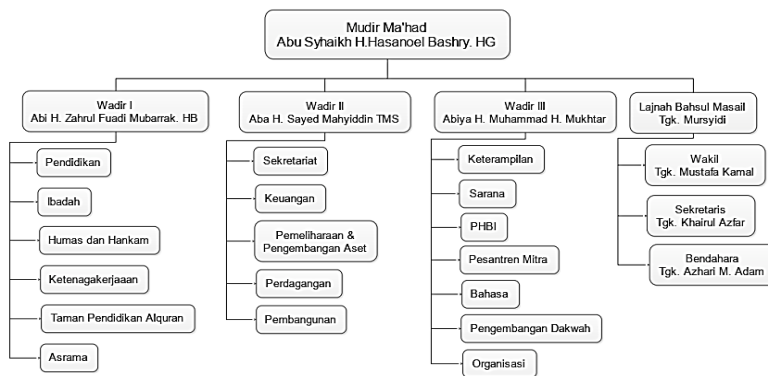 Mudir Ma'had
Abu Syhaikh H.Hasanoel Bashry. HG
Wadir I
Abi H. Zahrul Fuadi Mubarrak. HB
Pendidikan
Ibadah
Humas dan Hankam
Ketenagakerjaaan
Taman Pendidikan Alquran
Asrama
Wadir II
Aba H. Sayed Mahyiddin TMS
Sekretariat
Keuangan
Pemeliharaan &
Pengembangan Aset
Perdagangan
Pembangunan
Wadir III
Abiya H. Muhammad H. Mukhtar
Keterampilan
Sarana
PHBI
Pesantren Mitra
Bahasa
Pengembangan Dakwah
Organisasi
Lajnah Bahsul Masail
Tgk. Mursyidi
Wakil
Tgk. Mustafa Kamal
Sekretaris
Tgk. Khairul Azfar
Bendahara
Tgk. Azhari M. Adam